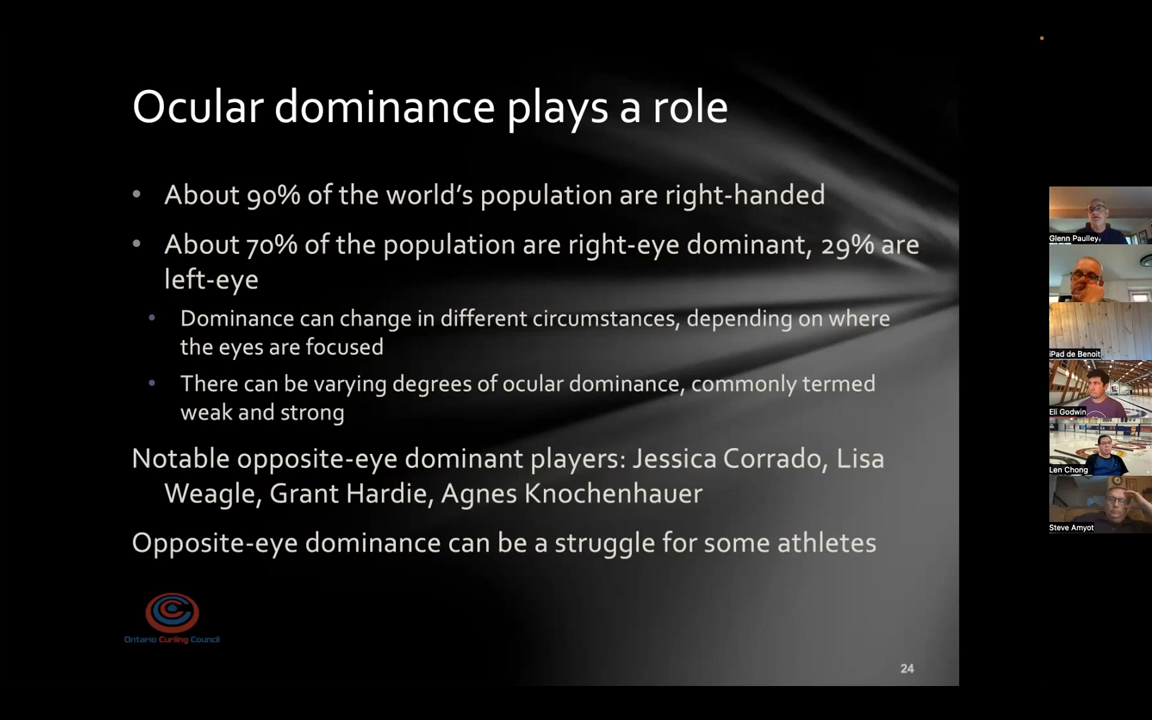 Ocular dominance plays a role
• About 90% of the world's population are right-handed
• About 70% of the population are right-eye dominant, 29% are
left-eye
• Dominance can change in different circumstances, depending on where
the eyes are focused
• There can be varying degrees of ocular dominance, commonly termed
weak and strong
Notable opposite-eye dominant players: Jessica Corrado, Lisa
Weagle, Grant Hardie, Agnes Knochenhauer
Opposite-eye dominance can be a struggle for some athletes
Ontario Curling Council
24
Glenn Paulley
iPad de Benoit
Eli Godwin
Len Chong
Steve Amyot